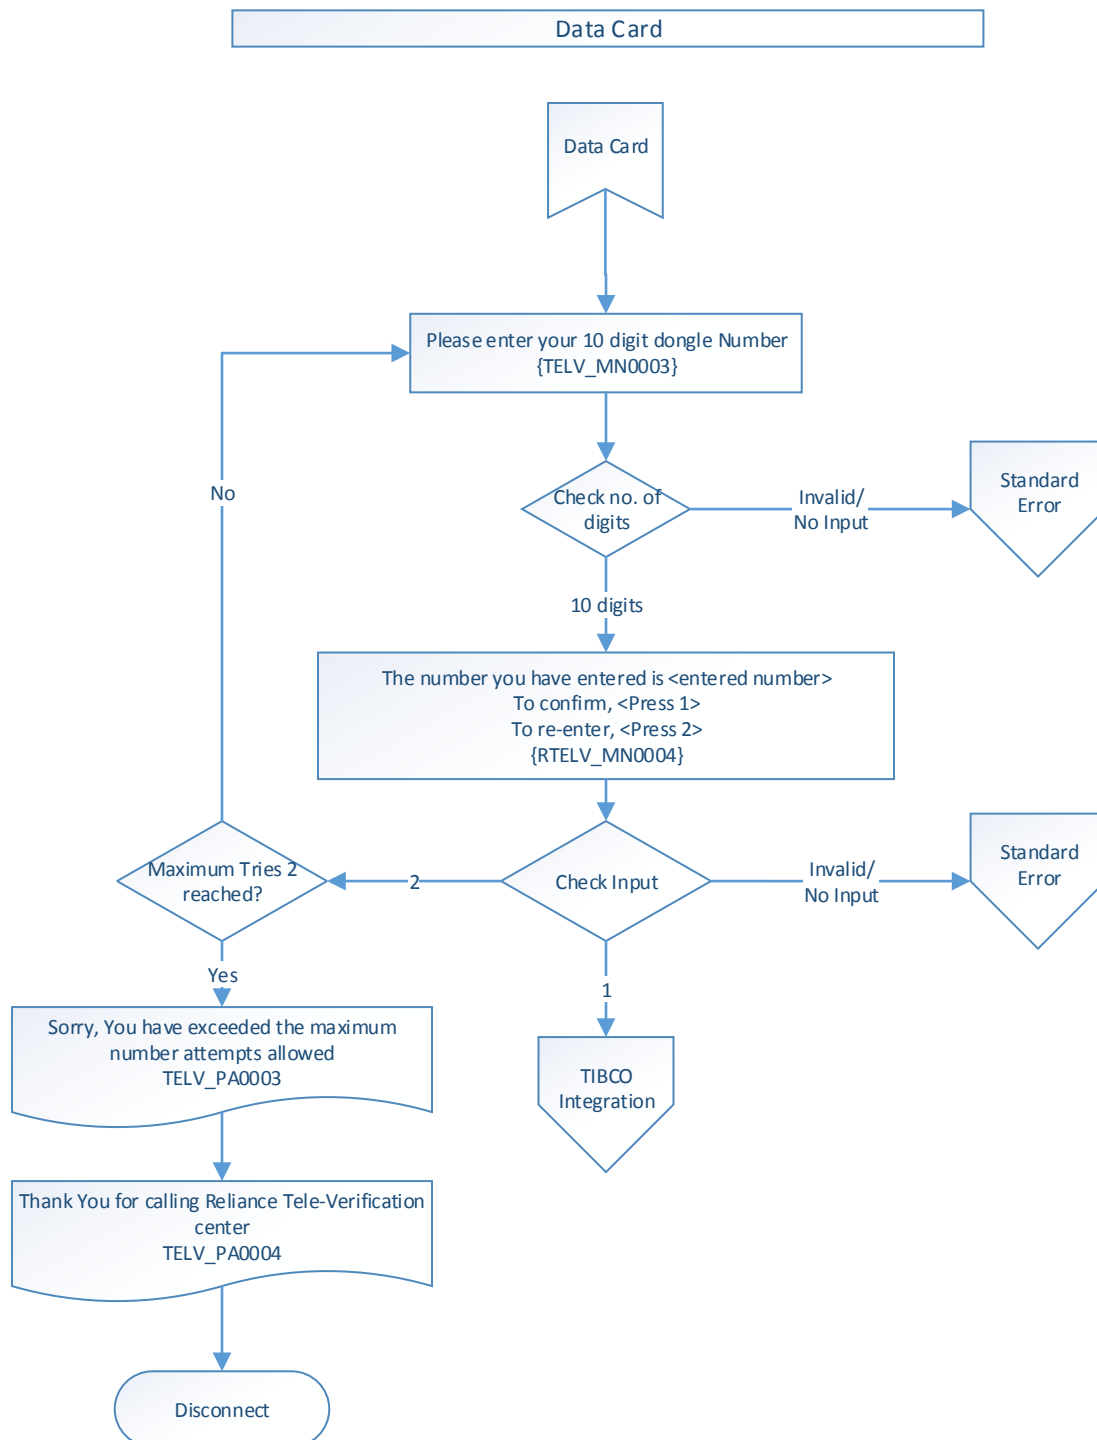 Data Card
Data Card
Please enter your 10 digit dongle Number
{TELV_MN0003}
No
Check no. of
digits
Invalid/
No Input
Standard
Error
10 digits
The number you have entered is <entered number>
To confirm, <Press 1>
To re-enter, <Press 2>
{RTELV_MN0004}
Maximum Tries 2
reached?
2
Check Input
Invalid/
No Input
Standard
Error
Yes
1
Sorry, You have exceeded the maximum
number attempts allowed
TELV_PA0003
TIBCO
Integration
Thank You for calling Reliance Tele-Verification
center
TELV_PA0004
Disconnect